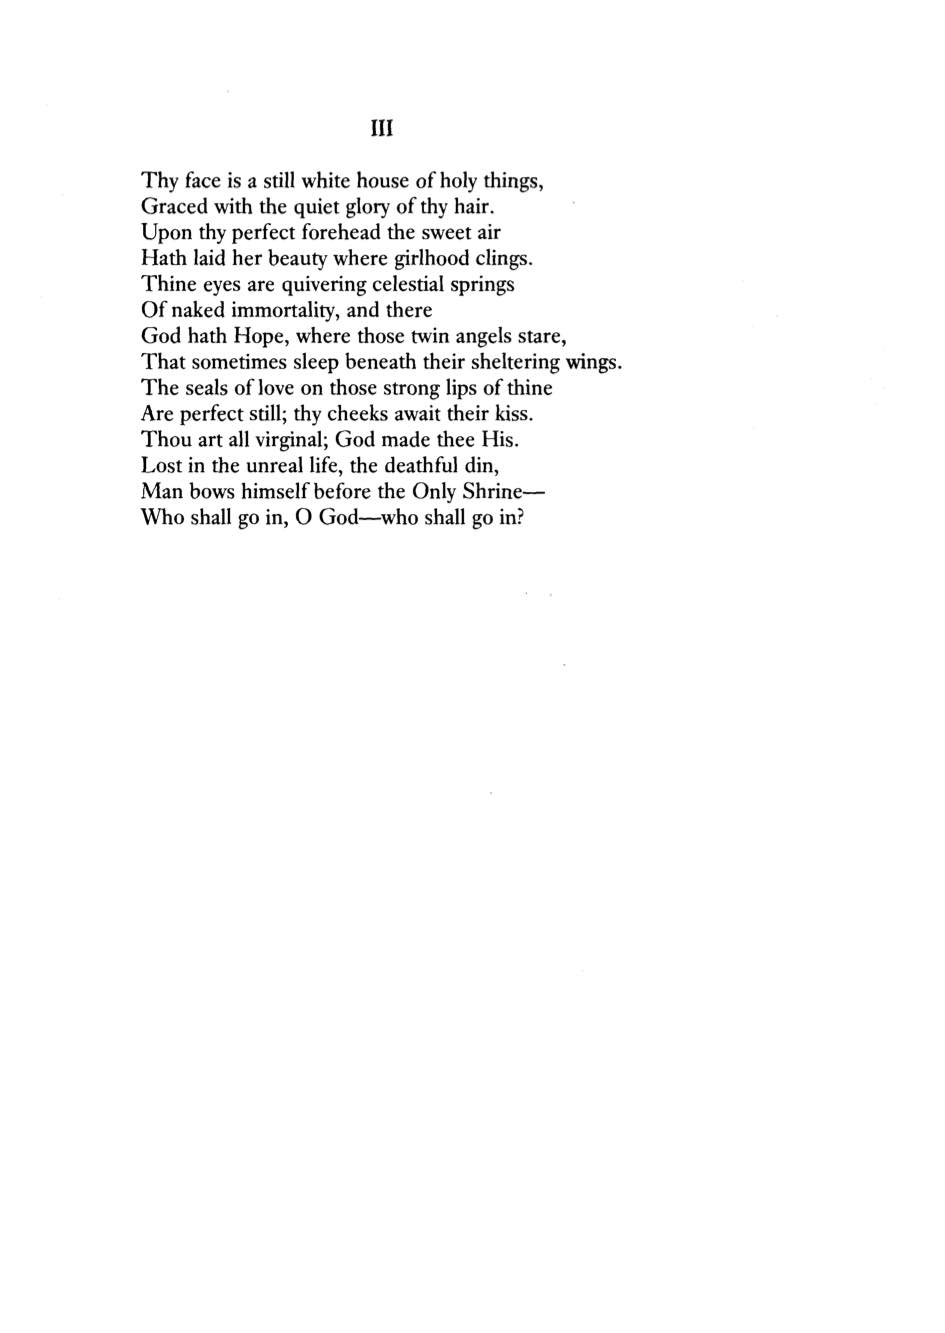 III
Thy face is a still white house of holy things,
Graced with the quiet glory of thy hair.
Upon thy perfect forehead the sweet air
Hath laid her beauty where girlhood clings.
Thine eyes are quivering celestial springs
Of naked immortality, and there
God hath Hope, where those twin angels stare,
That sometimes sleep beneath their sheltering wings.
The seals of love on those strong lips of thine
Are perfect still; thy cheeks await their kiss.
Thou art all virginal; God made thee His.
Lost in the unreal life, the deathful din,
Man bows himself before the Only Shrine—
Who shall go in, O God—who shall go in?